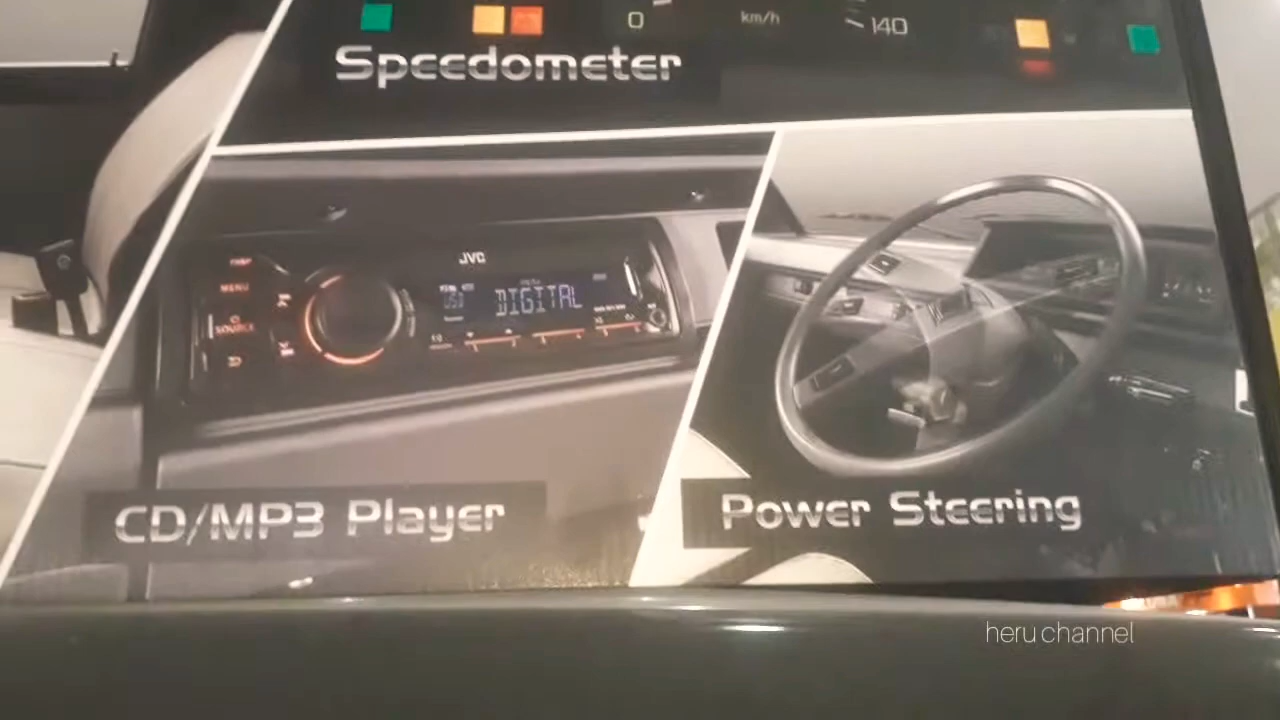 0 km/h 140
Speedometer
JVC
MENU
SOURCE
DIGITAL
CD/MP3 Player
Power Steering
heru channel